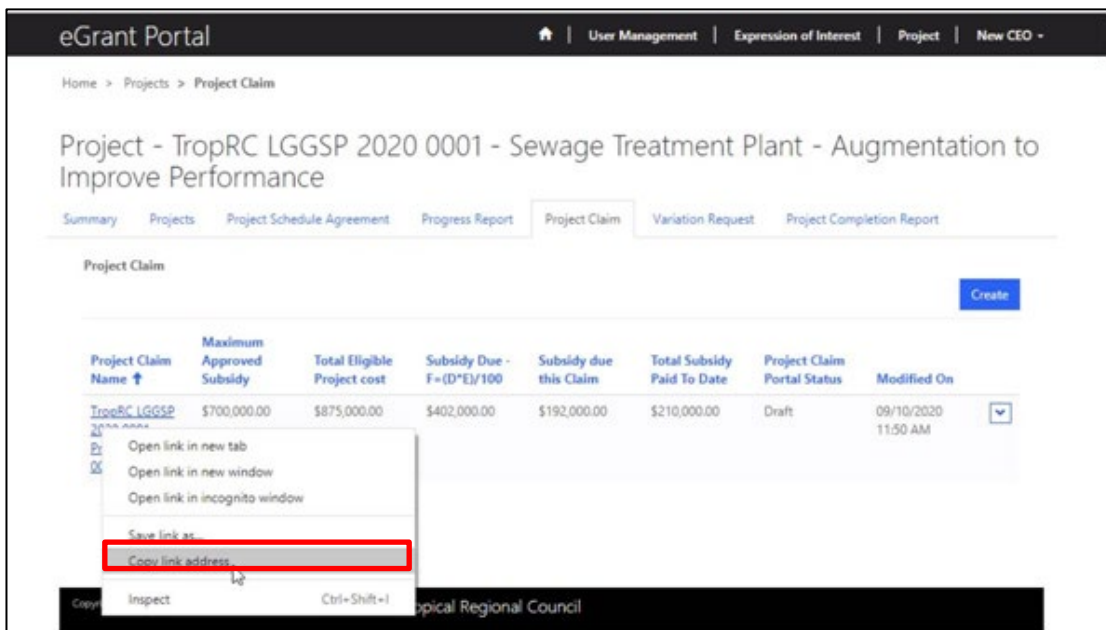 eGrant Portal
| User Management | Expression of Interest | Project | New CEO
Home > Projects > Project Claim
Project - TropRC LGGSP 2020 0001 - Sewage Treatment Plant - Augmentation to
Improve Performance
Summary Projects Project Schedule Agreement Progress Report Project Claim Variation Request Project Completion Report
Project Claim
Create
Project Claim Name ↑
Maximum Approved Subsidy
Total Eligible Project cost
Subsidy Due - F=(D*E)/100
Subsidy due this Claim
Total Subsidy Paid To Date
Project Claim Portal Status
Modified On
TropRC LGGSP
2020 0001
$700,000.00 $875,000.00 $402,000.00 $192,000.00 $210,000.00 Draft 09/10/2020
11:50 AM
Open link in new tab
Open link in new window
Open link in incognito window
Save link as...
Copy link address
Inspect Ctrl+Shift+I
opical Regional Council